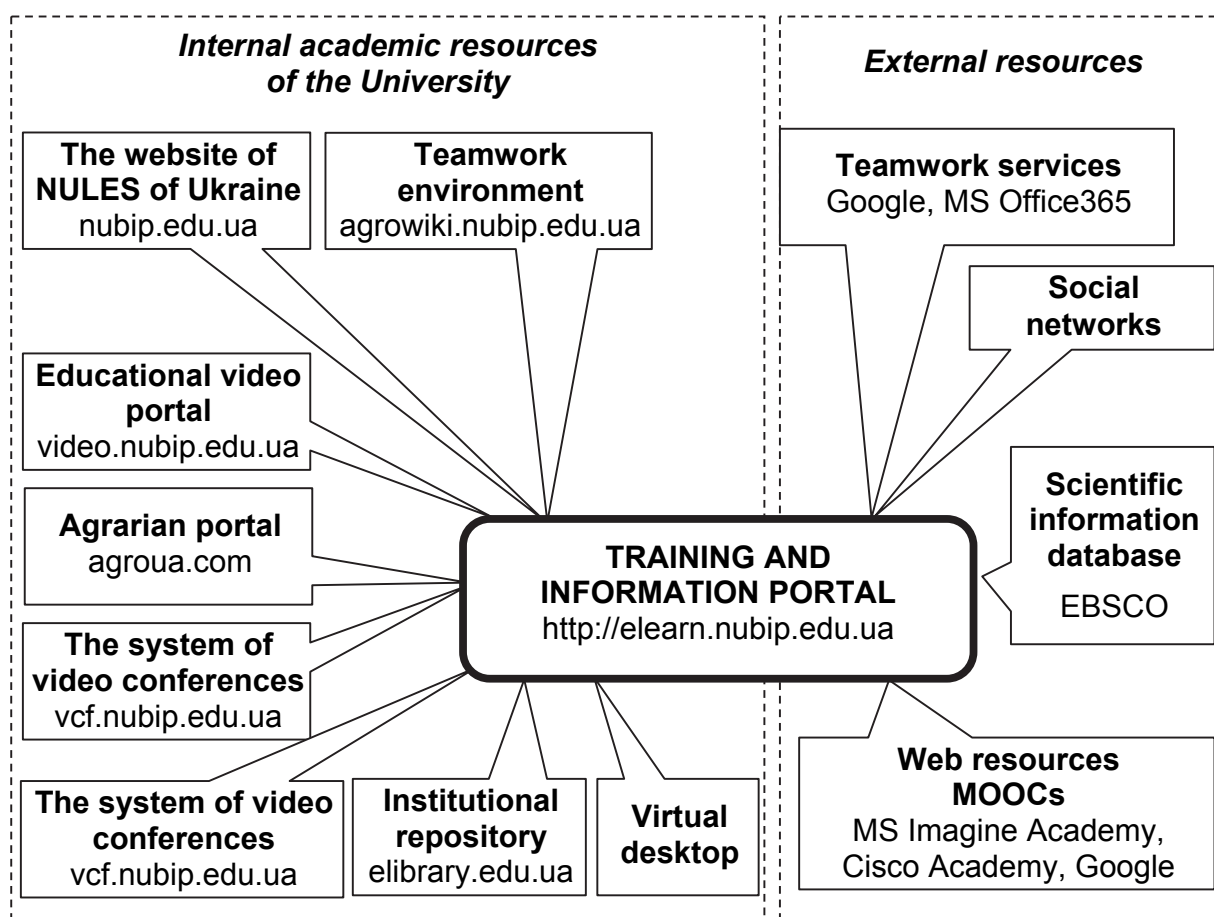 Internal academic resources
of the University
External resources
The website of
NULES of Ukraine
nubip.edu.ua
Teamwork
environment
agrowiki.nubip.edu.ua
Teamwork services
Google, MS Office365
Social
networks
Educational video
portal
video.nubip.edu.ua
Agrarian portal
agroua.com
Scientific
information
database
EBSCO
TRAINING AND
INFORMATION PORTAL
http://elearn.nubip.edu.ua
The system of
video conferences
vcf.nubip.edu.ua
The system of video
conferences
vcf.nubip.edu.ua
Institutional
repository
elibrary.edu.ua
Virtual
desktop
Web resources
MOOCs
MS Imagine Academy,
Cisco Academy, Google